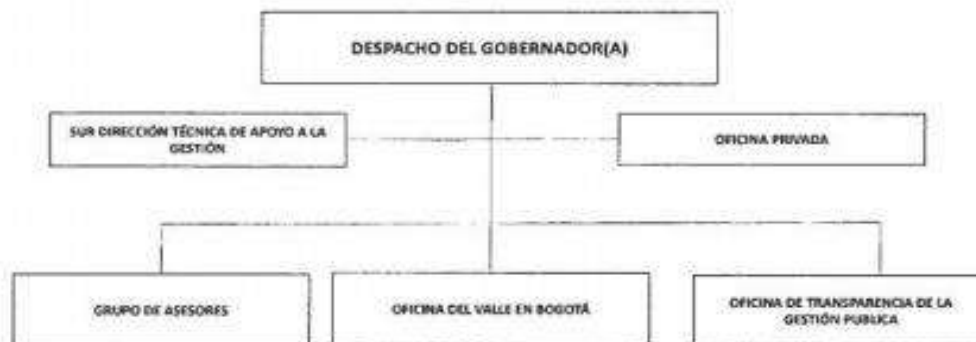 DESPACHO DEL GOBERNADOR(A)
SUB DIRECCIÓN TÉCNICA DE APOYO A LA
GESTIÓN
OFICINA PRIVADA
GRUPO DE ASESORES
OFICINA DEL VALLE EN BOGOTÁ
OFICINA DE TRANSPARENCIA DE LA
GESTIÓN PUBLICA